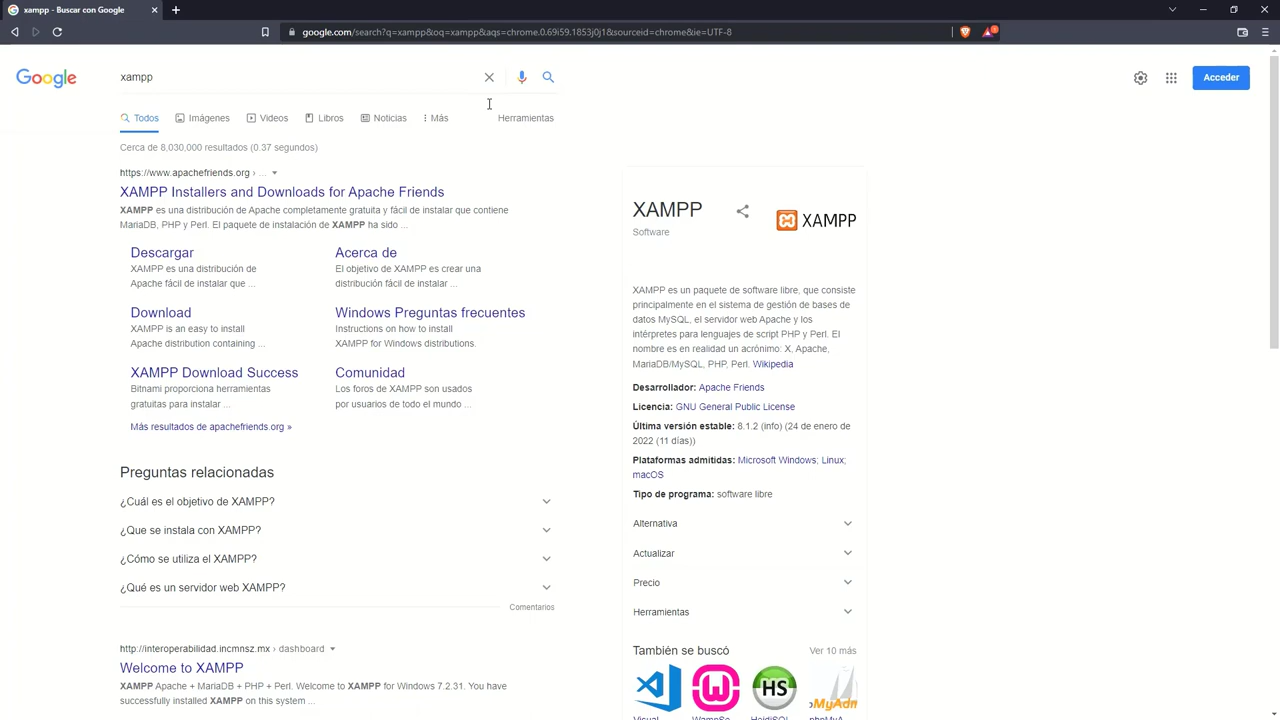 xampp - Buscar con Google
google.com/search?q=xampp&oq=xampp&aqs=chrome.0.69i59.1853j0j1&sourceid=chrome&ie=UTF-8
Google
xampp
Acceder
Todos
Imágenes
Videos
Libros
Noticias
Más
Herramientas
Cerca de 8,030,000 resultados (0.37 segundos)
https://www.apachefriends.org › ...
XAMPP Installers and Downloads for Apache Friends
XAMPP es una distribución de Apache completamente gratuita y fácil de instalar que contiene
MariaDB, PHP y Perl. El paquete de instalación de XAMPP ha sido ...
Descargar
XAMPP es una distribución de
Apache fácil de instalar que ...
Acerca de
El objetivo de XAMPP es crear una
distribución fácil de instalar ...
Download
XAMPP is an easy to install
Apache distribution containing ...
Windows Preguntas frecuentes
Instructions on how to install
XAMPP for Windows distributions.
XAMPP Download Success
Bitnami proporciona herramientas
gratuitas para instalar ...
Comunidad
Los foros de XAMPP son usados
por usuarios de todo el mundo ...
Más resultados de apachefriends.org »
Preguntas relacionadas
¿Cuál es el objetivo de XAMPP?
¿Que se instala con XAMPP?
¿Cómo se utiliza el XAMPP?
¿Qué es un servidor web XAMPP?
Comentarios
http://interoperabilidad.incmnsz.mx › dashboard
Welcome to XAMPP
XAMPP Apache + MariaDB + PHP + Perl. Welcome to XAMPP for Windows 7.2.31. You have
successfully installed XAMPP on this system ...
XAMPP
Software
XAMPP
XAMPP es un paquete de software libre, que consiste
principalmente en el sistema de gestión de bases de
datos MySQL, el servidor web Apache y los
intérpretes para lenguajes de script PHP y Perl. El
nombre es en realidad un acrónimo: X, Apache,
MariaDB/MySQL, PHP, Perl. Wikipedia
Desarrollador: Apache Friends
Licencia: GNU General Public License
Última versión estable: 8.1.2 (info) (24 de enero de
2022 (11 días))
Plataformas admitidas: Microsoft Windows; Linux;
macOS
Tipo de programa: software libre
Alternativa
Actualizar
Precio
Herramientas
También se buscó
Ver 10 más
HS